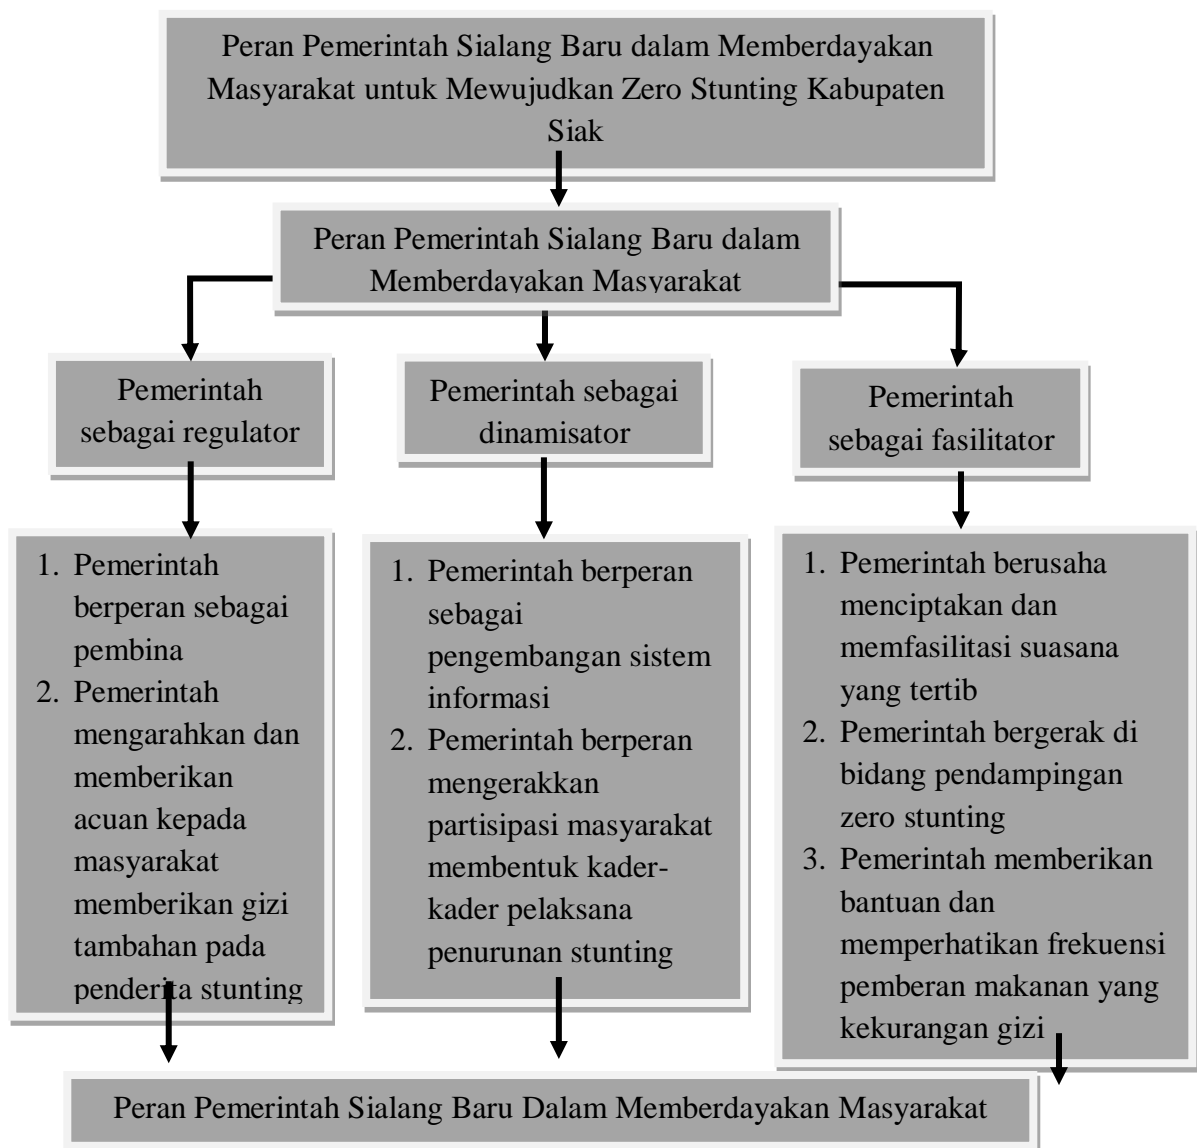 Peran Pemerintah Sialang Baru dalam Memberdayakan
Masyarakat untuk Mewujudkan Zero Stunting Kabupaten
Siak
Peran Pemerintah Sialang Baru dalam
Memberdayakan Masyarakat
Pemerintah
sebagai regulator
Pemerintah sebagai
dinamisator
Pemerintah
sebagai fasilitator
1. Pemerintah
berperan sebagai
pembina
2. Pemerintah
mengarahkan dan
memberikan
acuan kepada
masyarakat
memberikan gizi
tambahan pada
penderita stunting
1. Pemerintah berperan
sebagai
pengembangan sistem
informasi
2. Pemerintah berperan
mengerakkan
partisipasi masyarakat
membentuk kader-
kader pelaksana
penurunan stunting
1. Pemerintah berusaha
menciptakan dan
memfasilitasi suasana
yang tertib
2. Pemerintah bergerak di
bidang pendampingan
zero stunting
3. Pemerintah memberikan
bantuan dan
memperhatikan frekuensi
pemberan makanan yang
kekurangan gizi
Peran Pemerintah Sialang Baru Dalam Memberdayakan Masyarakat